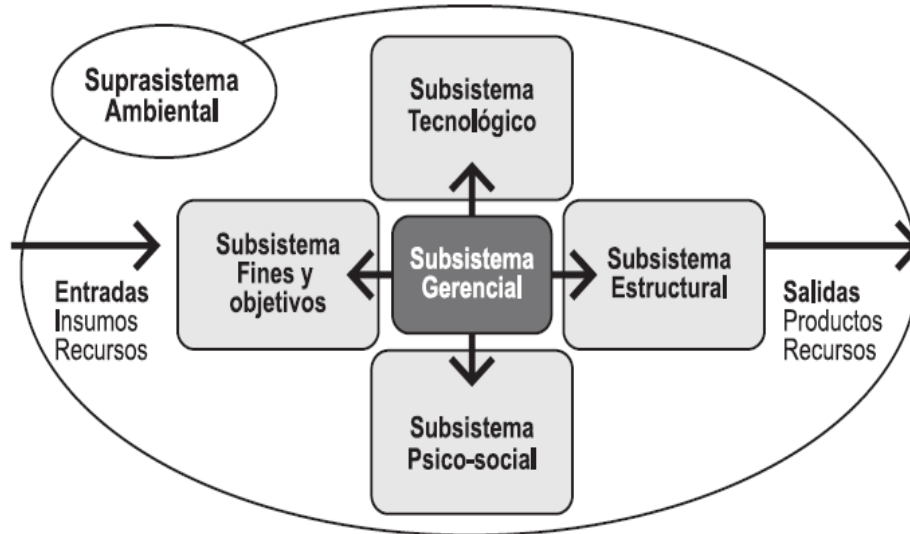 Suprasistema
Ambiental
Subsistema
Tecnológico
Entradas
Insumos
Recursos
Subsistema
Fines y
objetivos
Subsistema
Gerencial
Subsistema
Estructural
Salidas
Productos
Recursos
Subsistema
Psico-social